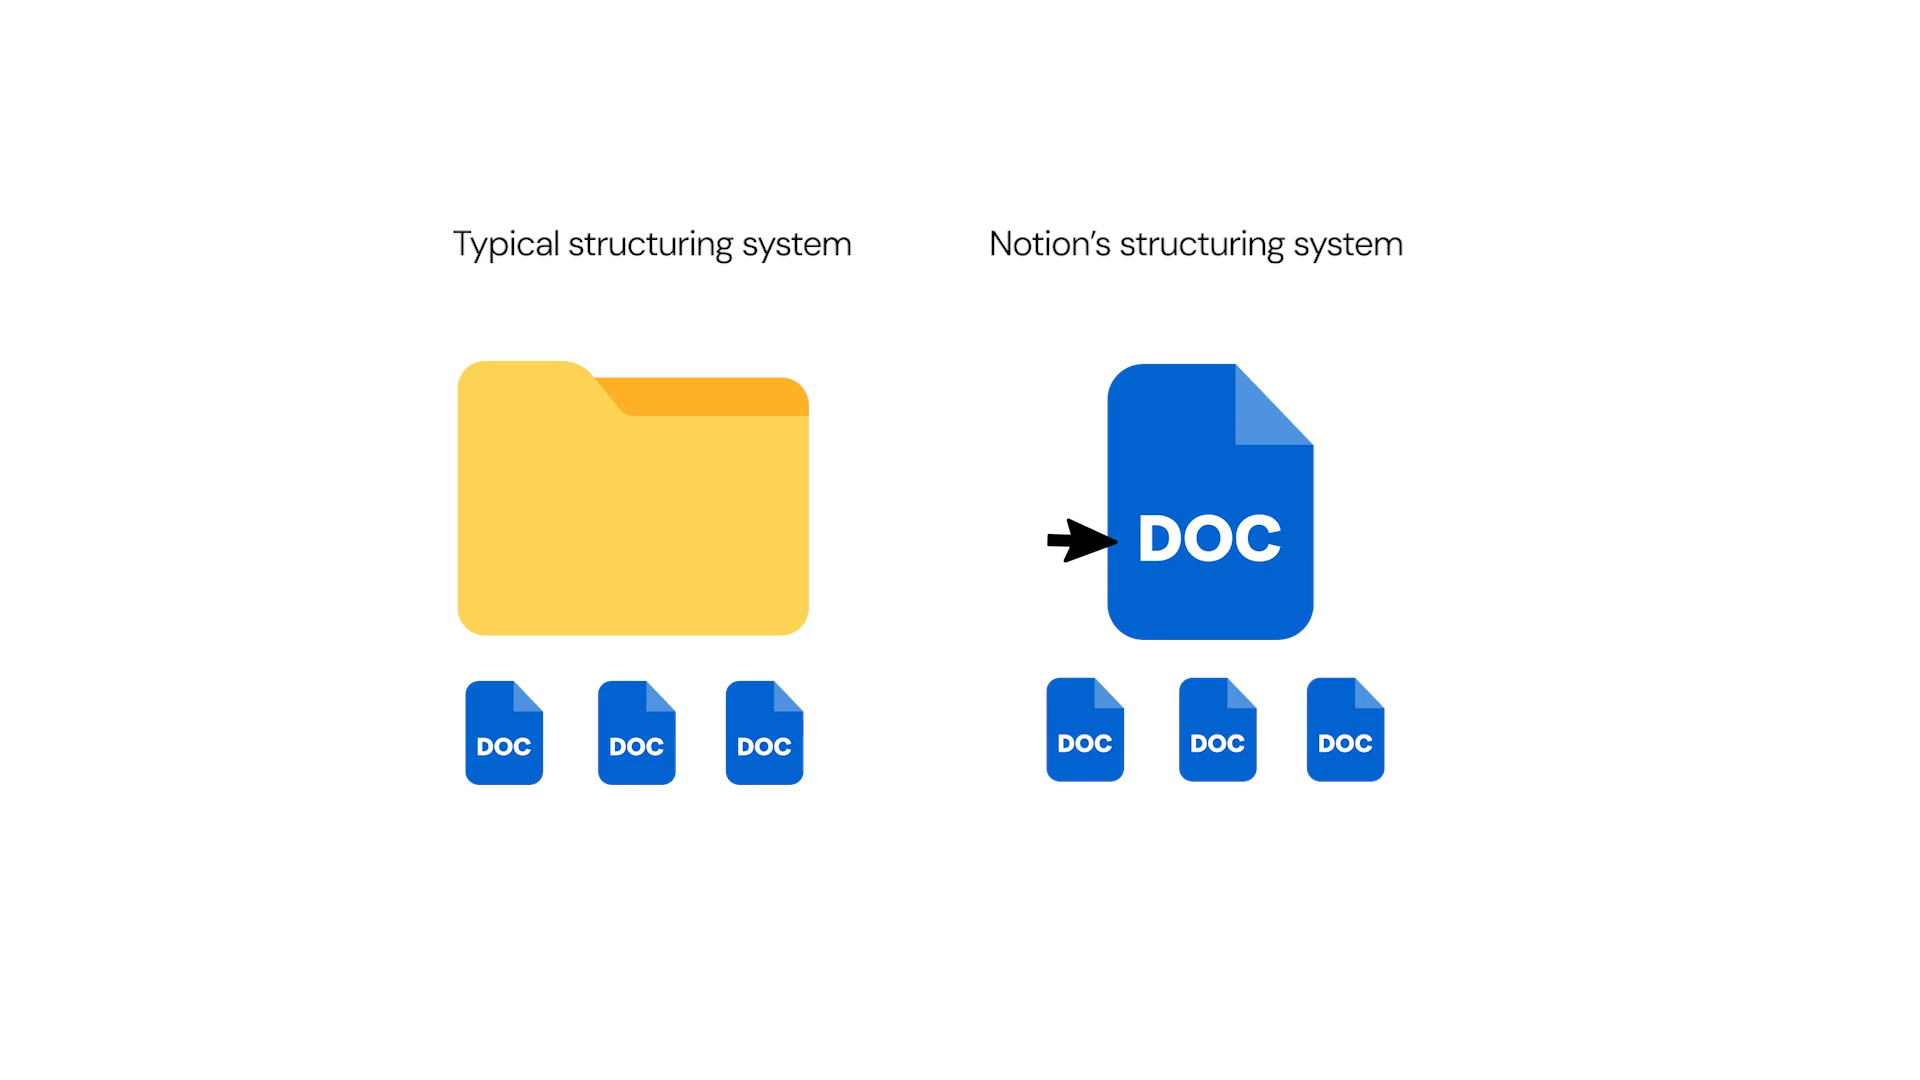 Typical structuring system
Notion’s structuring system
DOC
DOC
DOC
DOC
DOC
DOC
DOC